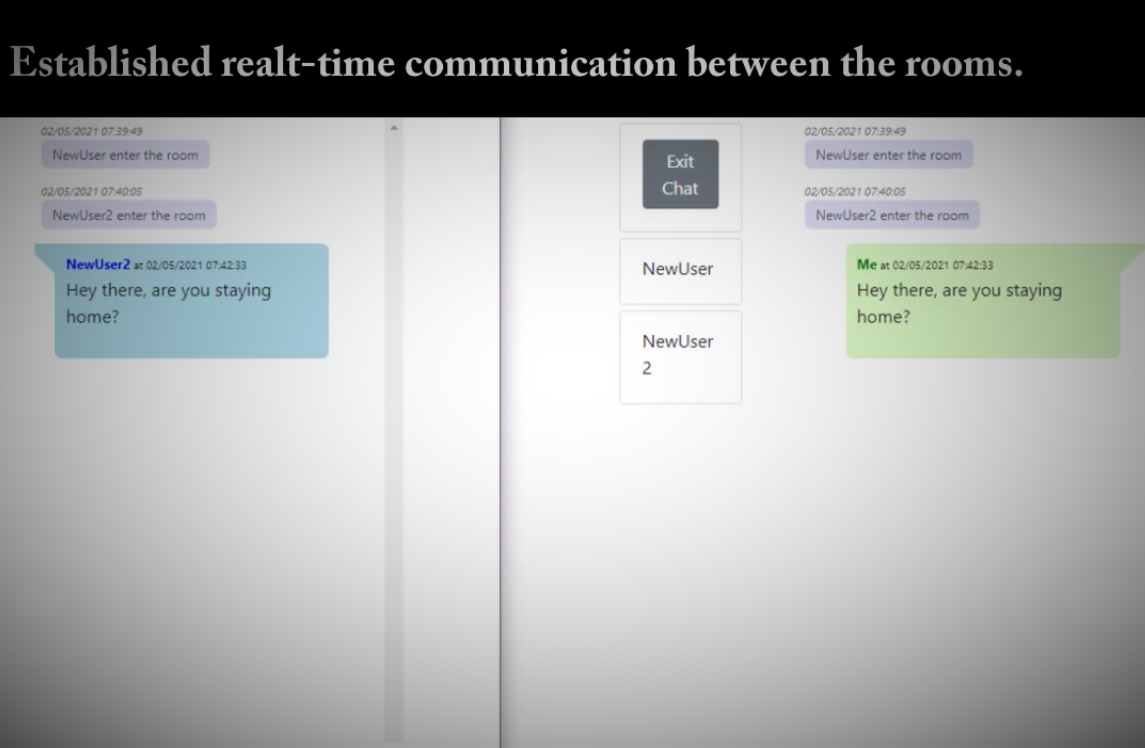 Established realt-time communication between the rooms.
02/05/2021 07:39:49
NewUser enter the room
02/05/2021 07:40:05
NewUser2 enter the room
NewUser2 at 02/05/2021 07:42:33
Hey there, are you staying
home?
Exit
Chat
NewUser
NewUser
2
02/05/2021 07:39:49
NewUser enter the room
02/05/2021 07:40:05
NewUser2 enter the room
Me at 02/05/2021 07:42:33
Hey there, are you staying
home?